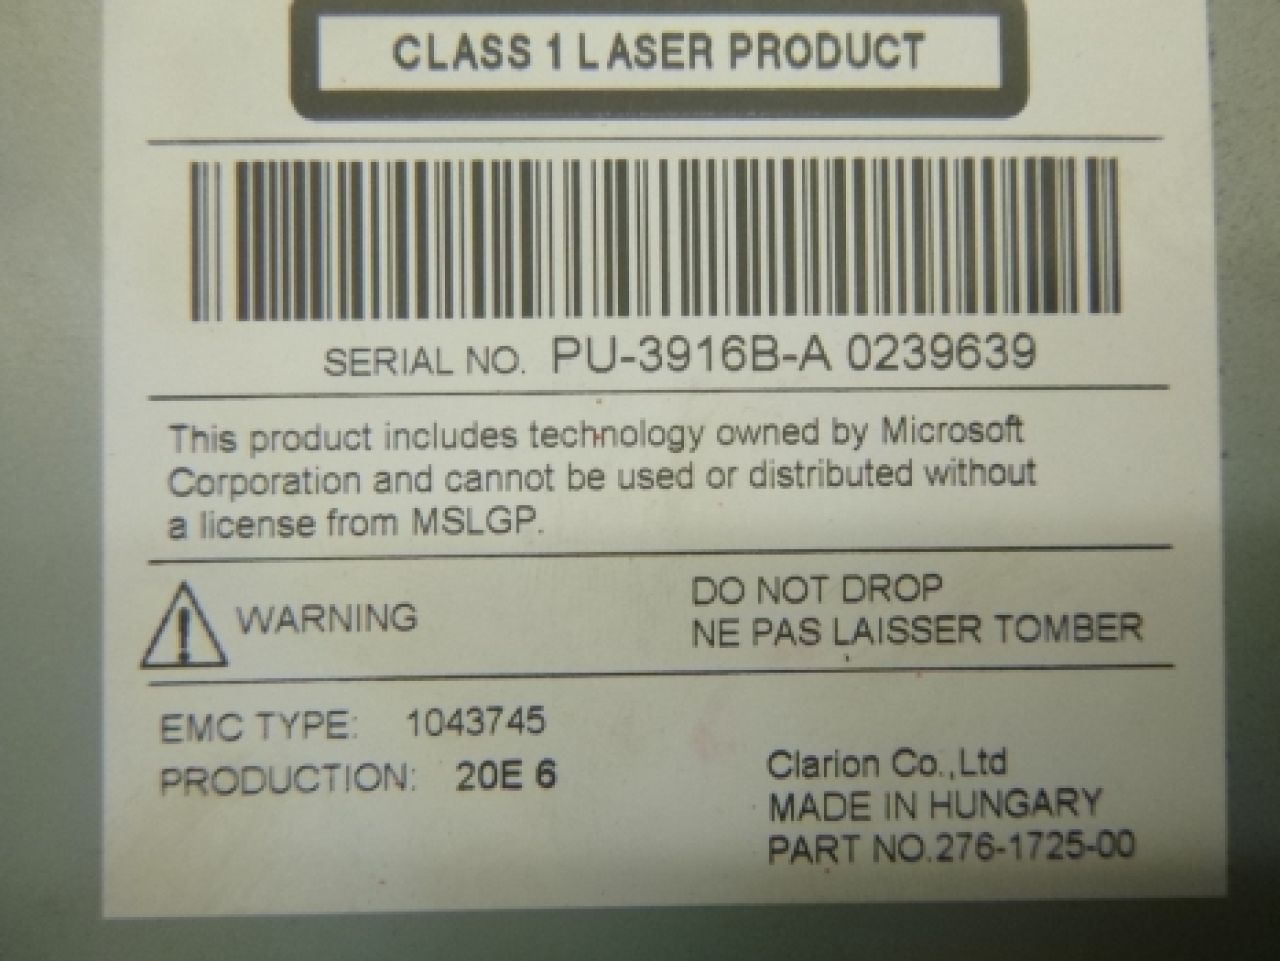 CLASS 1 LASER PRODUCT
SERIAL NO. PU-3916B-A 0239639
This product includes technology owned by Microsoft
Corporation and cannot be used or distributed without
a license from MSLGP.
WARNING
DO NOT DROP
NE PAS LAISSER TOMBER
EMC TYPE: 1043745
PRODUCTION: 20E 6
Clarion Co.,Ltd
MADE IN HUNGARY
PART NO.276-1725-00